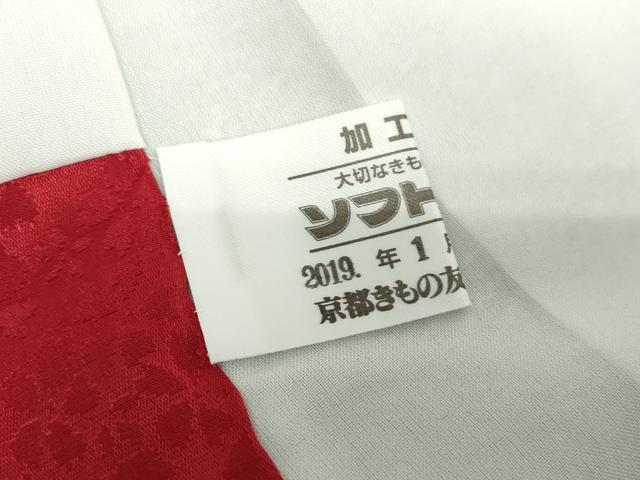 加工
大切なきも
ソフト
2019. 年 1 月
京都きもの友